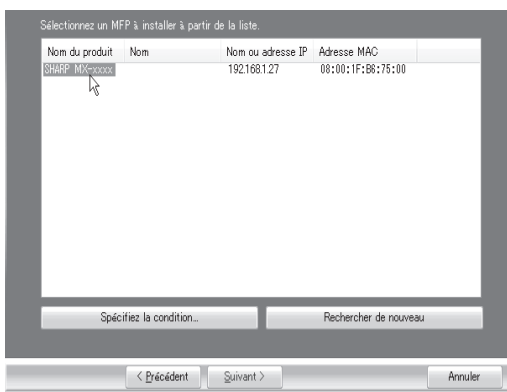 Sélectionnez un MFP à installer à partir de la liste.
Nom du produit Nom Nom ou adresse IP Adresse MAC
SHARP MX-xxxx 192.168.1.27 08:00:1F:B6:75:00
Spécifiez la condition... Rechercher de nouveau
< Précédent Suivant > Annuler